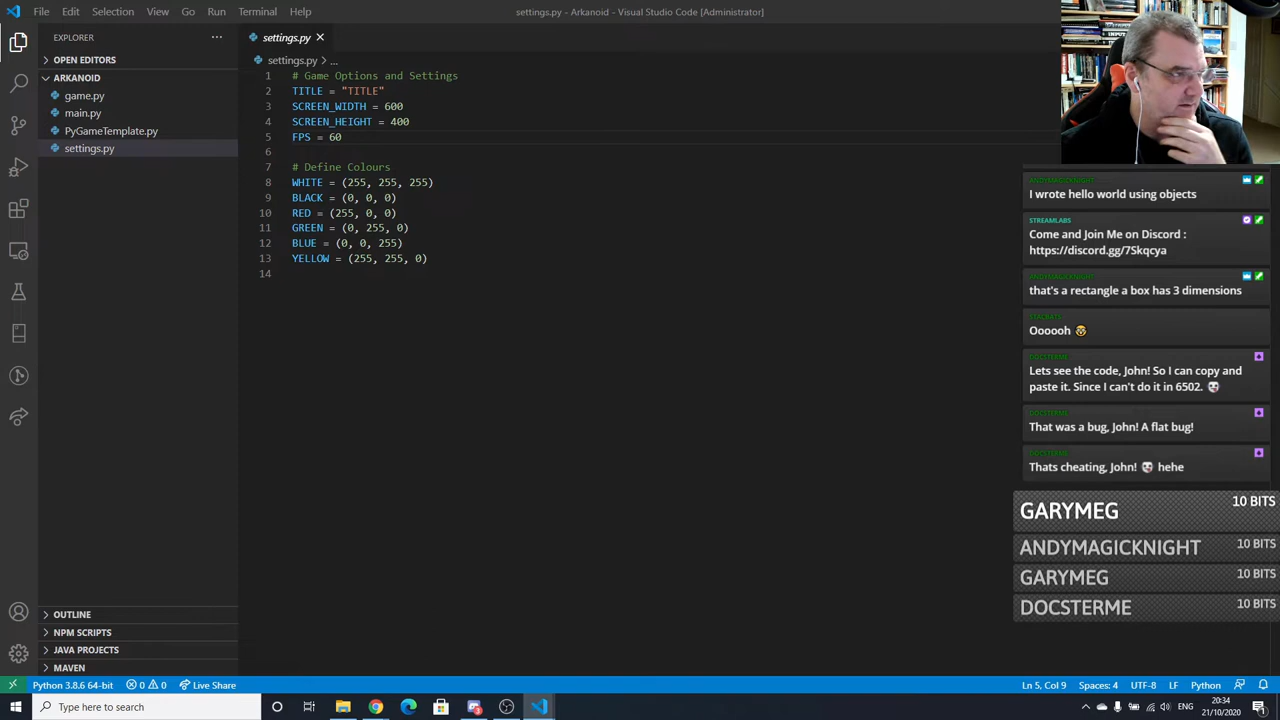 File Edit Selection View Go Run Terminal Help
settings.py - Arkanoid - Visual Studio Code [Administrator]
EXPLORER
OPEN EDITORS
ARKANOID
game.py
main.py
PyGameTemplate.py
settings.py
OUTLINE
NPM SCRIPTS
JAVA PROJECTS
MAVEN
settings.py
settings.py > ...
1 # Game Options and Settings
2 TITLE = "TITLE"
3 SCREEN_WIDTH = 600
4 SCREEN_HEIGHT = 400
5 FPS = 60
6
7 # Define Colours
8 WHITE = (255, 255, 255)
9 BLACK = (0, 0, 0)
10 RED = (255, 0, 0)
11 GREEN = (0, 255, 0)
12 BLUE = (0, 0, 255)
13 YELLOW = (255, 255, 0)
14
ANDYMAGICKNIGHT
I wrote hello world using objects
STREAMLABS
Come and Join Me on Discord :
https://discord.gg/7Skqcya
ANDYMAGICKNIGHT
that's a rectangle a box has 3 dimensions
Oooooh
DOCSTERME
Lets see the code, John! So I can copy and
paste it. Since I can't do it in 6502.
DOCSTERME
That was a bug, John! A flat bug!
DOCSTERME
Thats cheating, John! hehe
GARYMEG 10 BITS
ANDYMAGICKNIGHT 10 BITS
GARYMEG 10 BITS
DOCSTERME 10 BITS
Python 3.8.6 64-bit 0 0 Live Share
Ln 5, Col 9 Spaces: 4 UTF-8 LF Python
Type here to search
ENG
20:34
21/10/2020